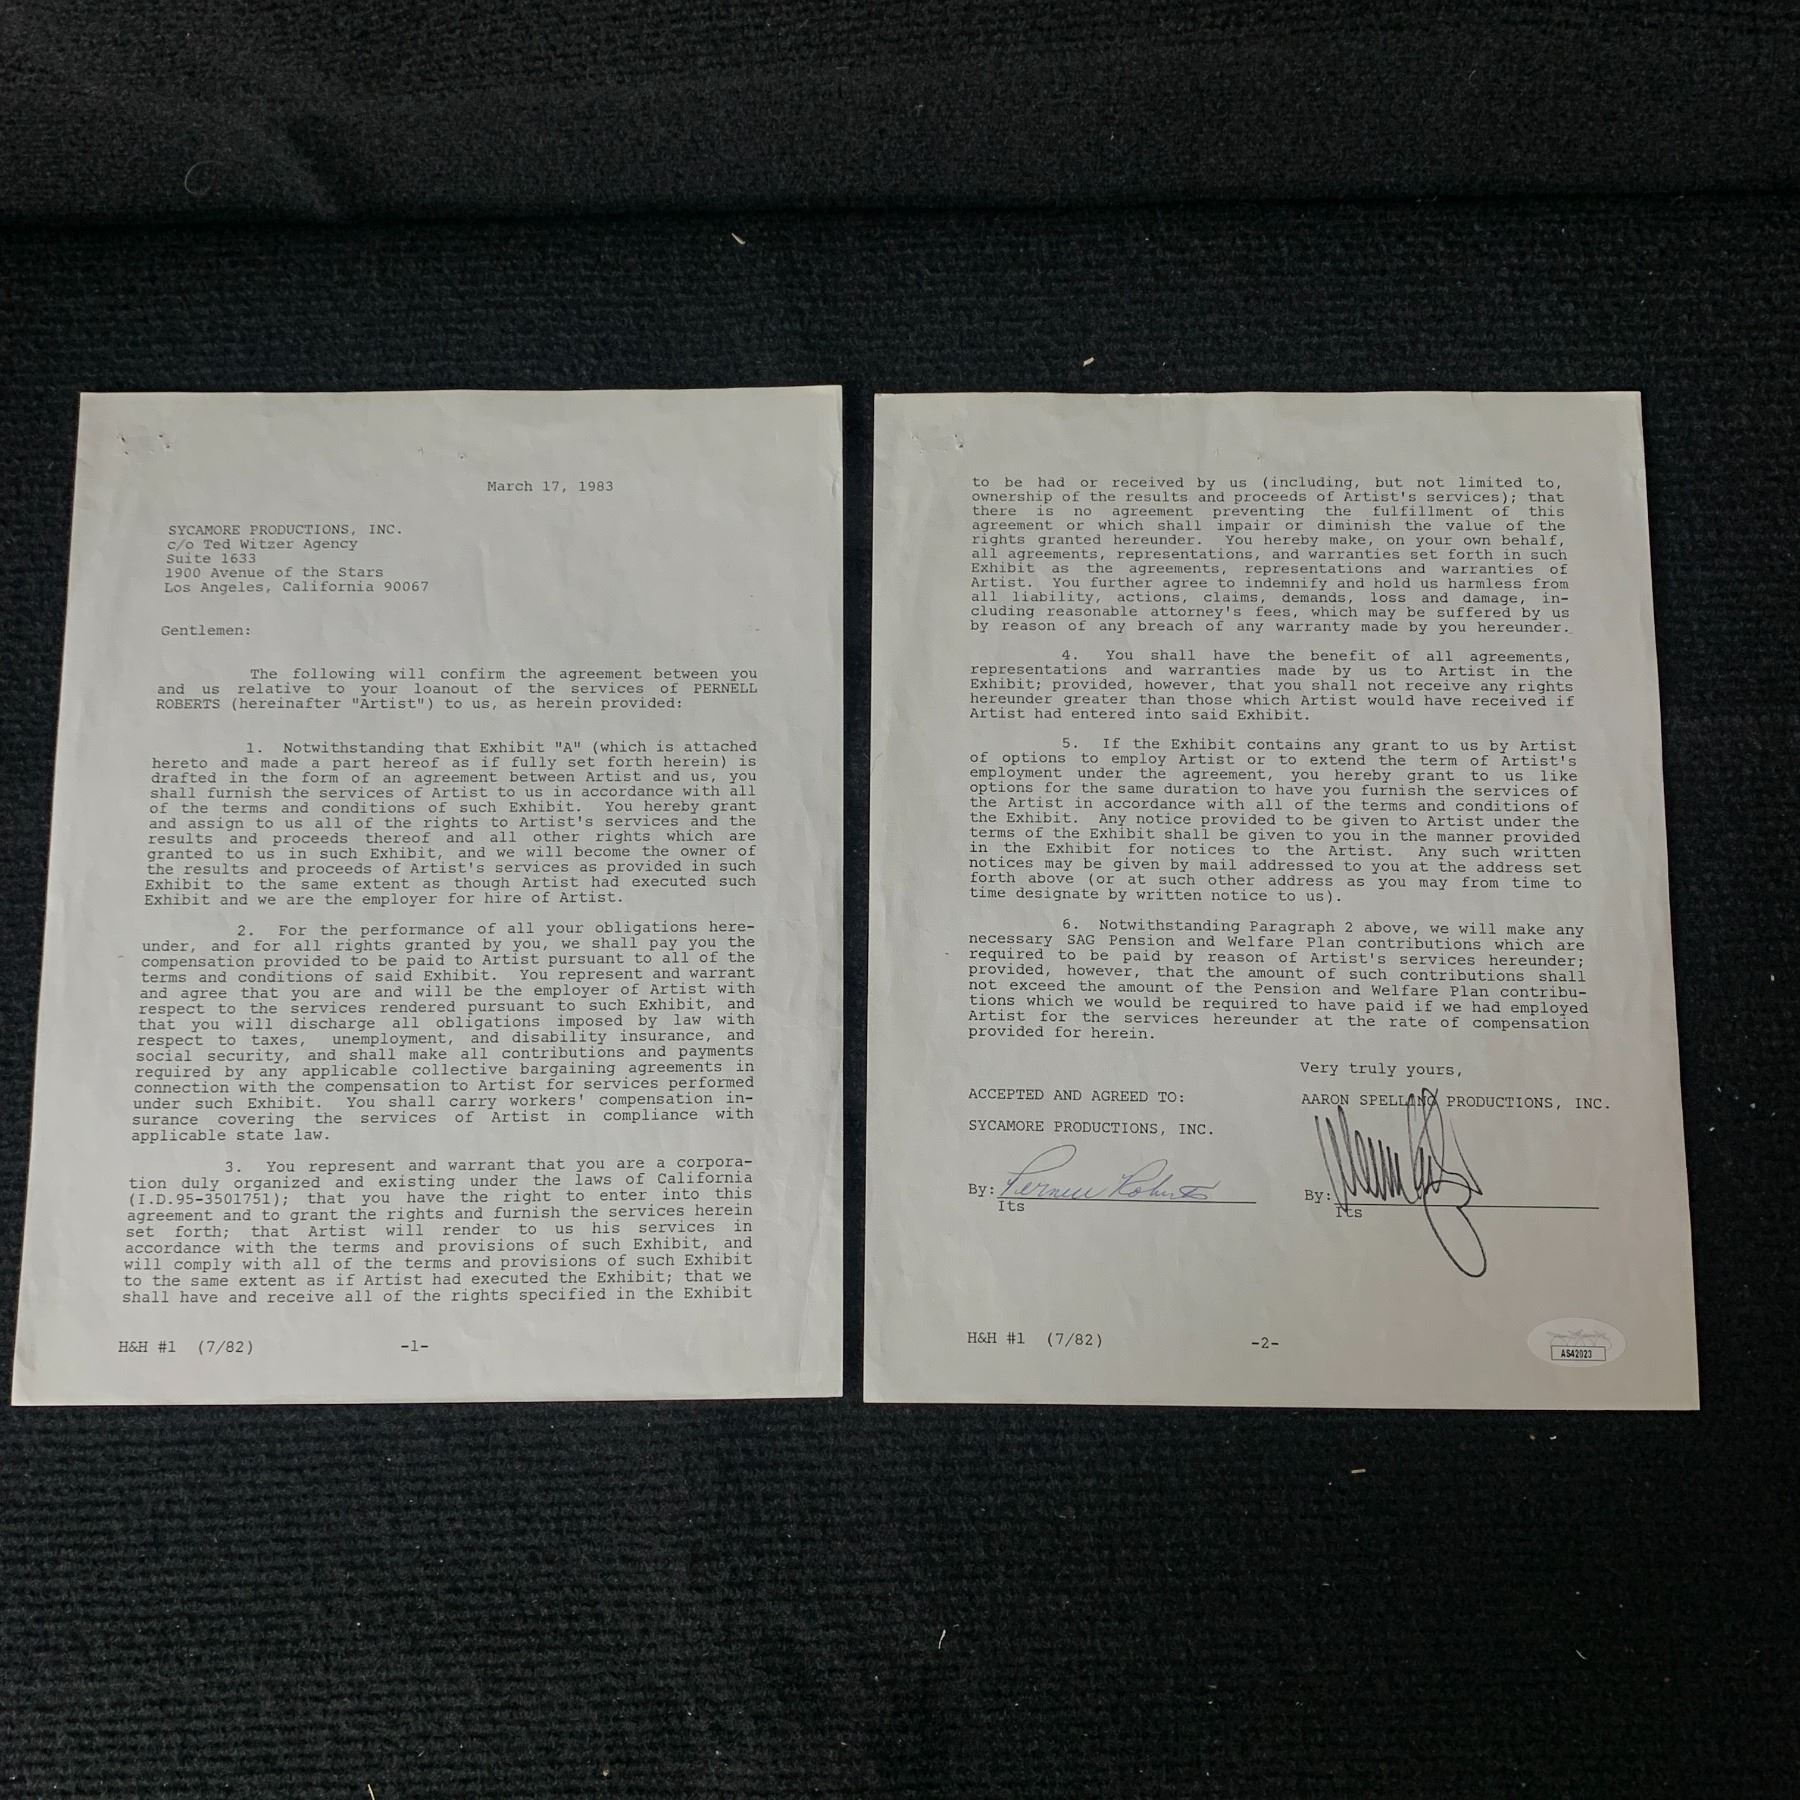 March 17, 1983
SYCAMORE PRODUCTIONS, INC.
c/o Ted Witzer Agency
Suite 1633
1900 Avenue of the Stars
Los Angeles, California 90067
Gentlemen:
The following will confirm the agreement between you
and us relative to your loanout of the services of PERNELL
ROBERTS (hereinafter "Artist") to us, as herein provided:
1. Notwithstanding that Exhibit "A" (which is attached
hereto and made a part hereof as if fully set forth herein) is
drafted in the form of an agreement between Artist and us, you
shall furnish the services of Artist to us in accordance with all
of the terms and conditions of such Exhibit. You hereby grant
and assign to us all of the rights to Artist's services and the
results and proceeds thereof and all other rights which are
granted to us in such Exhibit, and we will become the owner of
the results and proceeds of Artist's services as provided in such
Exhibit to the same extent as though Artist had executed such
Exhibit and we are the employer for hire of Artist.
2. For the performance of all your obligations here-
under, and for all rights granted by you, we shall pay you the
compensation provided to be paid to Artist pursuant to all of the
terms and conditions of said Exhibit. You represent and warrant
and agree that you are and will be the employer of Artist with
respect to the services rendered pursuant to such Exhibit, and
that you will discharge all obligations imposed by law with
respect to taxes, unemployment, and disability insurance, and
social security, and shall make all contributions and payments
required by any applicable collective bargaining agreements in
connection with the compensation to Artist for services performed
under such Exhibit. You shall carry workers' compensation in-
surance covering the services of Artist in compliance with
applicable state law.
3. You represent and warrant that you are a corpora-
tion duly organized and existing under the laws of California
(I.D.95-3501751); that you have the right to enter into this
agreement and to grant the rights and furnish the services herein
set forth; that Artist will render to us his services in
accordance with the terms and provisions of such Exhibit, and
will comply with all of the terms and provisions of such Exhibit
to the same extent as if Artist had executed the Exhibit; that we
shall have and receive all of the rights specified in the Exhibit
H&H #1 (7/82) -1-
to be had or received by us (including, but not limited to,
ownership of the results and proceeds of Artist's services); that
there is no agreement preventing the fulfillment of this
agreement or which shall impair or diminish the value of the
rights granted hereunder. You hereby make, on your own behalf,
all agreements, representations, and warranties set forth in such
Exhibit as the agreements, representations and warranties of
Artist. You further agree to indemnify and hold us harmless from
all liability, actions, claims, demands, loss and damage, in-
cluding reasonable attorney's fees, which may be suffered by us
by reason of any breach of any warranty made by you hereunder.
4. You shall have the benefit of all agreements,
representations and warranties made by us to Artist in the
Exhibit; provided, however, that you shall not receive any rights
hereunder greater than those which Artist would have received if
Artist had entered into said Exhibit.
5. If the Exhibit contains any grant to us by Artist
of options to employ Artist or to extend the term of Artist's
employment under the agreement, you hereby grant to us like
options for the same duration to have you furnish the services of
the Artist in accordance with all of the terms and conditions of
the Exhibit. Any notice provided to be given to Artist under the
terms of the Exhibit shall be given to you in the manner provided
in the Exhibit for notices to the Artist. Any such written
notices may be given by mail addressed to you at the address set
forth above (or at such other address as you may from time to
time designate by written notice to us).
6. Notwithstanding Paragraph 2 above, we will make any
necessary SAG Pension and Welfare Plan contributions which are
required to be paid by reason of Artist's services hereunder;
provided, however, that the amount of such contributions shall
not exceed the amount of the Pension and Welfare Plan contribu-
tions which we would be required to have paid if we had employed
Artist for the services hereunder at the rate of compensation
provided for herein.
Very truly yours,
ACCEPTED AND AGREED TO:
AARON SPELLING PRODUCTIONS, INC.
SYCAMORE PRODUCTIONS, INC.
By: Pernell Roberts
Its
By:
Its
H&H #1 (7/82) -2-
AS42023